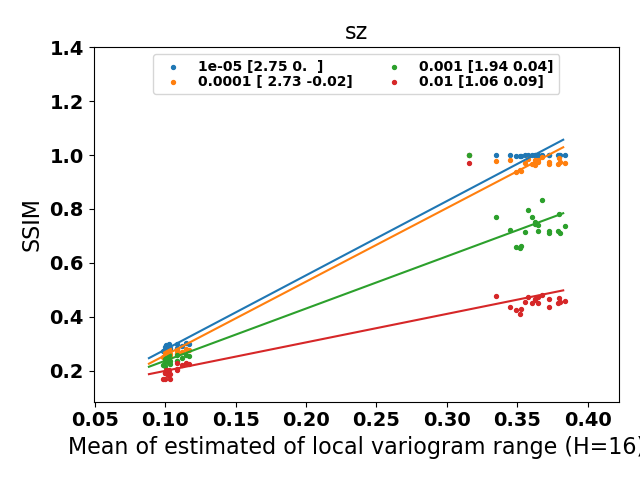 sz
1.4
1e-05 [2.75 0.  ]
0.001 [1.94 0.04]
0.0001 [ 2.73 -0.02]
0.01 [1.06 0.09]
1.2
1.0
0.8
0.6
0.4
0.2
SSIM
0.05 0.10 0.15 0.20 0.25 0.30 0.35 0.40
Mean of estimated of local variogram range (H=16)